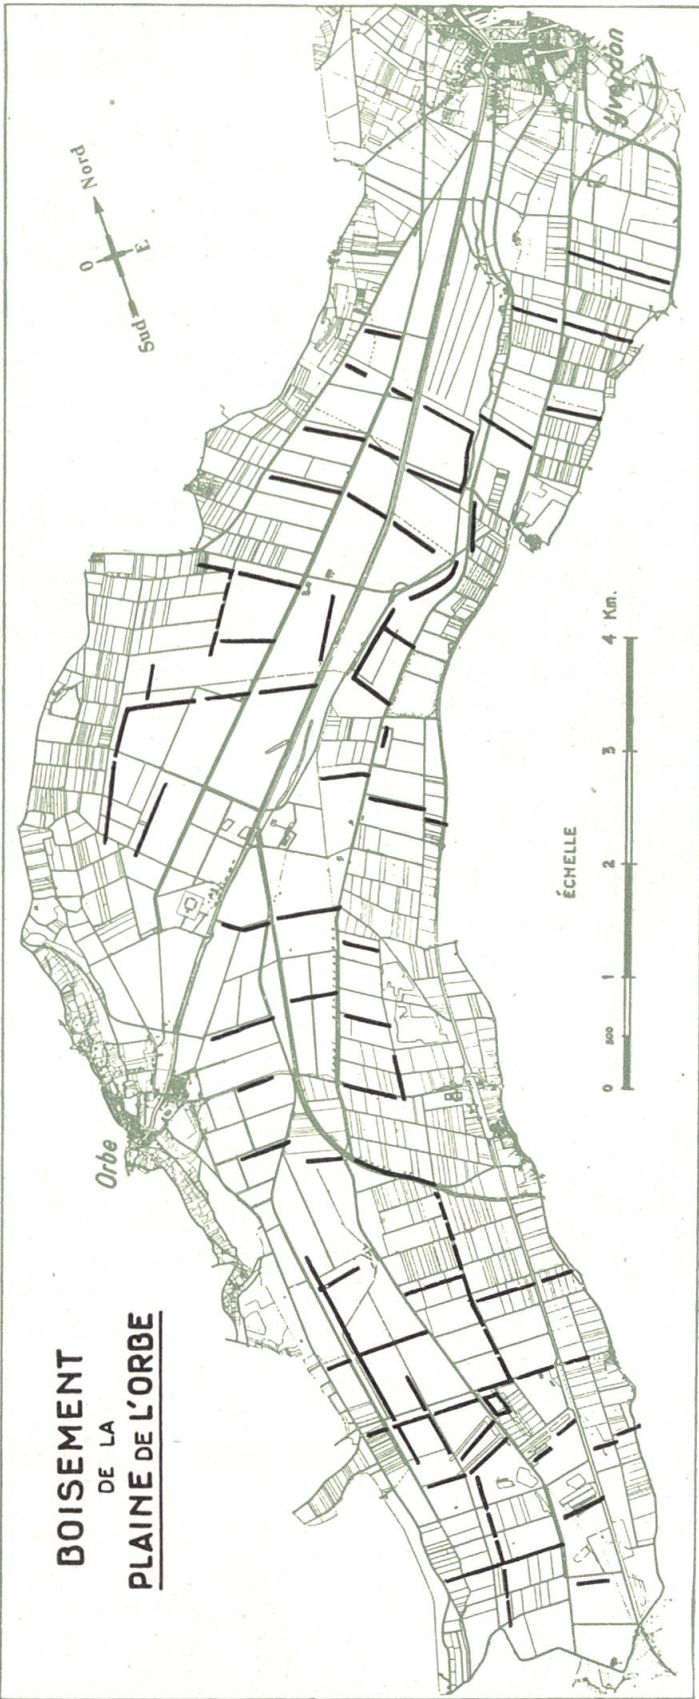 BOISEMENT
DE LA
PLAINE DE L'ORBE
Orbe
Yverdon
Sud
O
E
Nord
ÉCHELLE
0 500 1 2 3 4 Km.